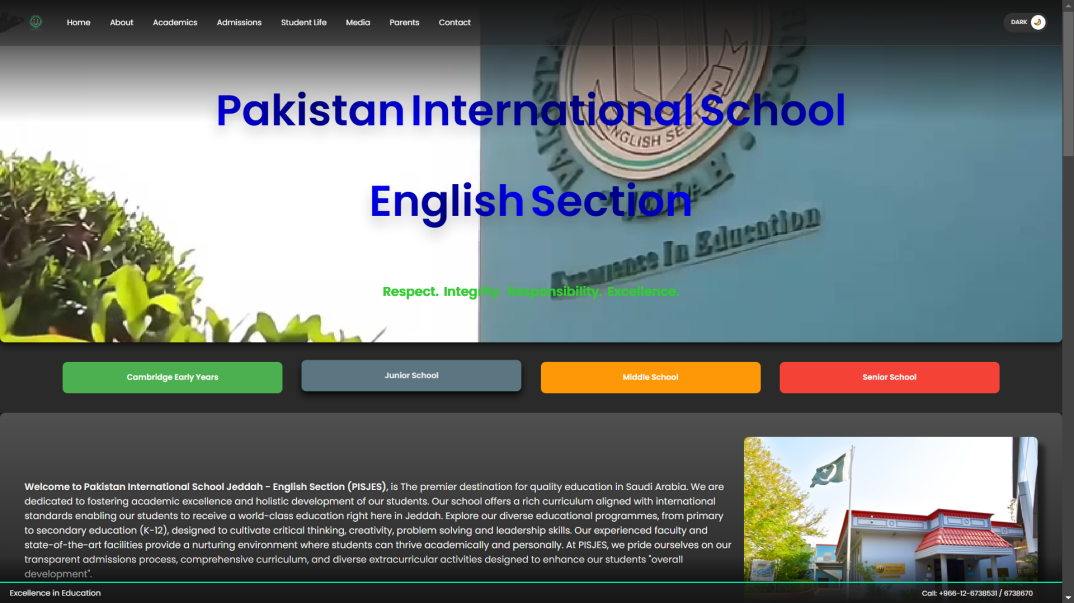 Home About Academics Admissions Student Life Media Parents Contact
DARK
ENGLISH SEC
Pakistan International School
English Section
Excellence In Education
Respect. Integrity. Responsibility. Excellence.
Cambridge Early Years Junior School Middle School Senior School
Welcome to Pakistan International School Jeddah - English Section (PISJES), is The premier destination for quality education in Saudi Arabia. We are
dedicated to fostering academic excellence and holistic development of our students. Our school offers a rich curriculum aligned with international
standards enabling our students to receive a world-class education right here in Jeddah. Explore our diverse educational programmes, from primary
to secondary education (K-12), designed to cultivate critical thinking, creativity, problem solving and leadership skills. Our experienced faculty and
state-of-the-art facilities provide a nurturing environment where students can thrive academically and personally. At PISJES, we pride ourselves on our
transparent admissions process, comprehensive curriculum, and diverse extracurricular activities designed to enhance our students "overall
development".
Excellence in Education
Call: +966-12-6738531 / 6738670